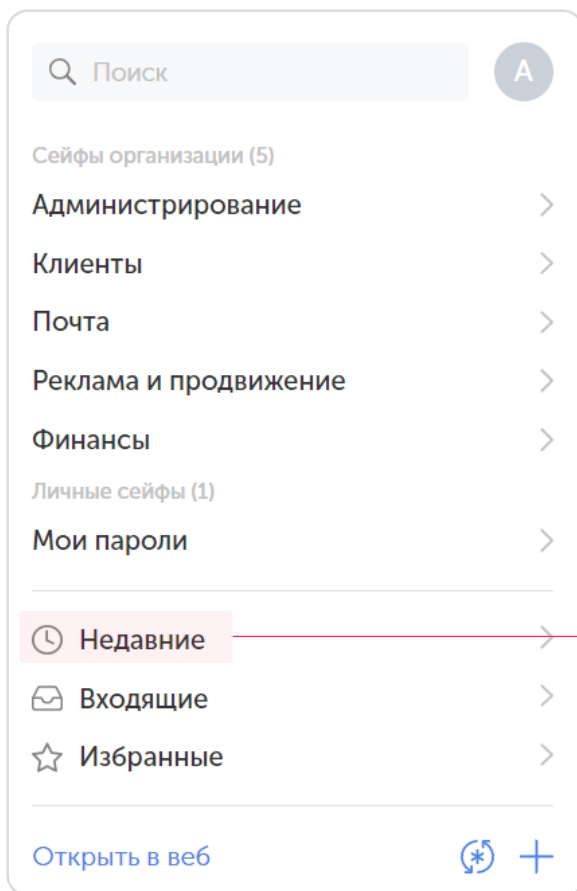 Поиск
A
Сейфы организации (5)
Администрирование
Клиенты
Почта
Реклама и продвижение
Финансы
Личные сейфы (1)
Мои пароли
Недавние
Входящие
Избранные
Открыть в веб